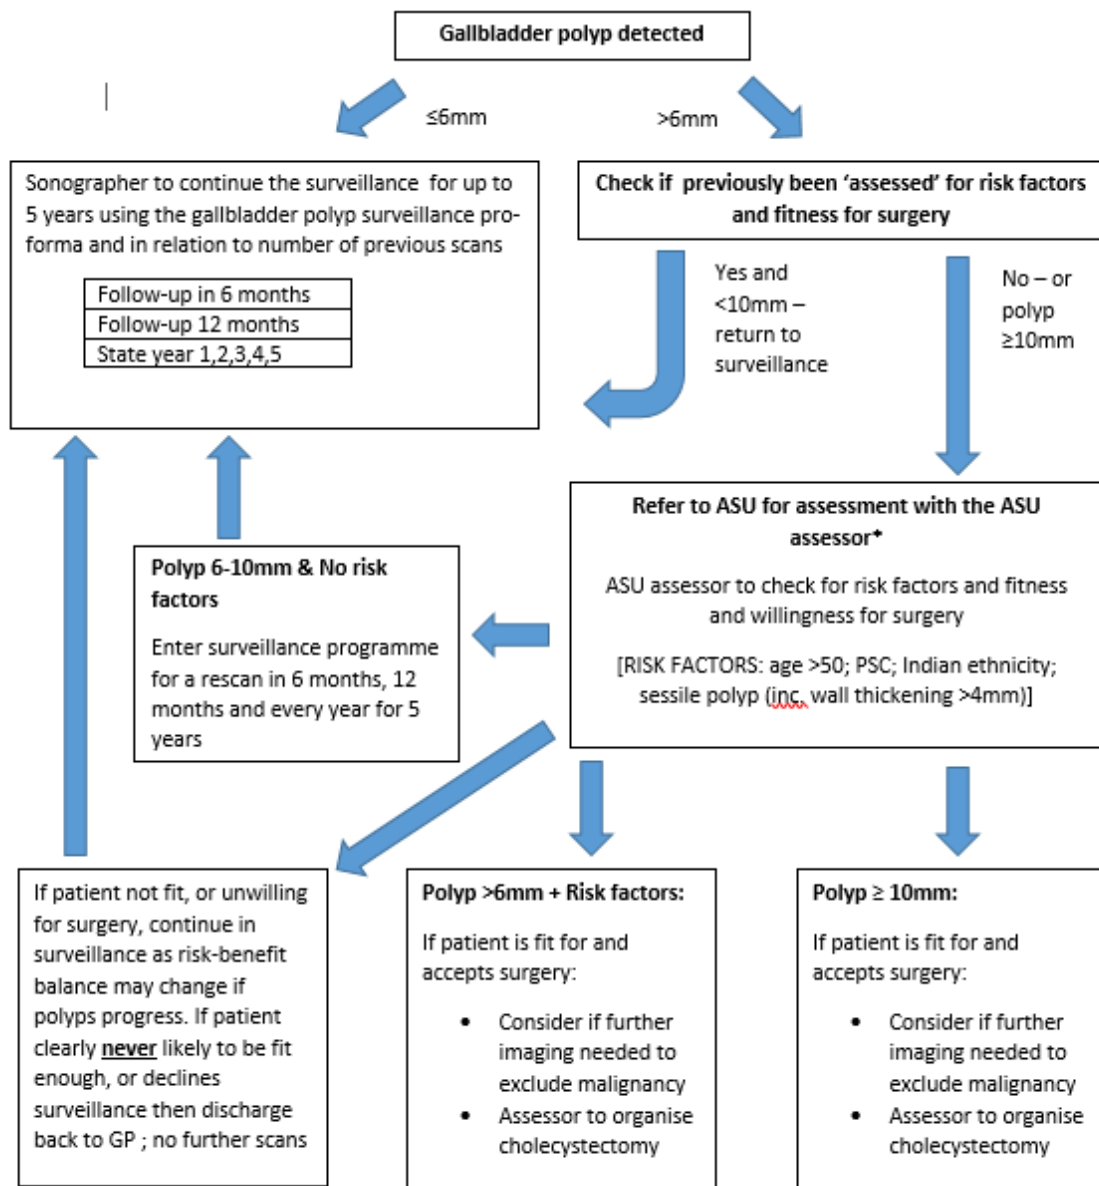 Gallbladder polyp detected
≤6mm
>6mm
Sonographer to continue the surveillance for up to
5 years using the gallbladder polyp surveillance pro-
forma and in relation to number of previous scans
Follow-up in 6 months
Follow-up 12 months
State year 1,2,3,4,5
Check if previously been ‘assessed’ for risk factors
and fitness for surgery
Yes and
<10mm –
return to
surveillance
No – or
polyp
≥10mm
Refer to ASU for assessment with the ASU
assessor*
ASU assessor to check for risk factors and fitness
and willingness for surgery
[RISK FACTORS: age >50; PSC; Indian ethnicity;
sessile polyp (inc. wall thickening >4mm)]
Polyp 6-10mm & No risk
factors
Enter surveillance programme
for a rescan in 6 months, 12
months and every year for 5
years
If patient not fit, or unwilling
for surgery, continue in
surveillance as risk-benefit
balance may change if
polyps progress. If patient
clearly never likely to be fit
enough, or declines
surveillance then discharge
back to GP ; no further scans
Polyp >6mm + Risk factors:
If patient is fit for and
accepts surgery:
• Consider if further
imaging needed to
exclude malignancy
• Assessor to organise
cholecystectomy
Polyp ≥ 10mm:
If patient is fit for and
accepts surgery:
• Consider if further
imaging needed to
exclude malignancy
• Assessor to organise
cholecystectomy